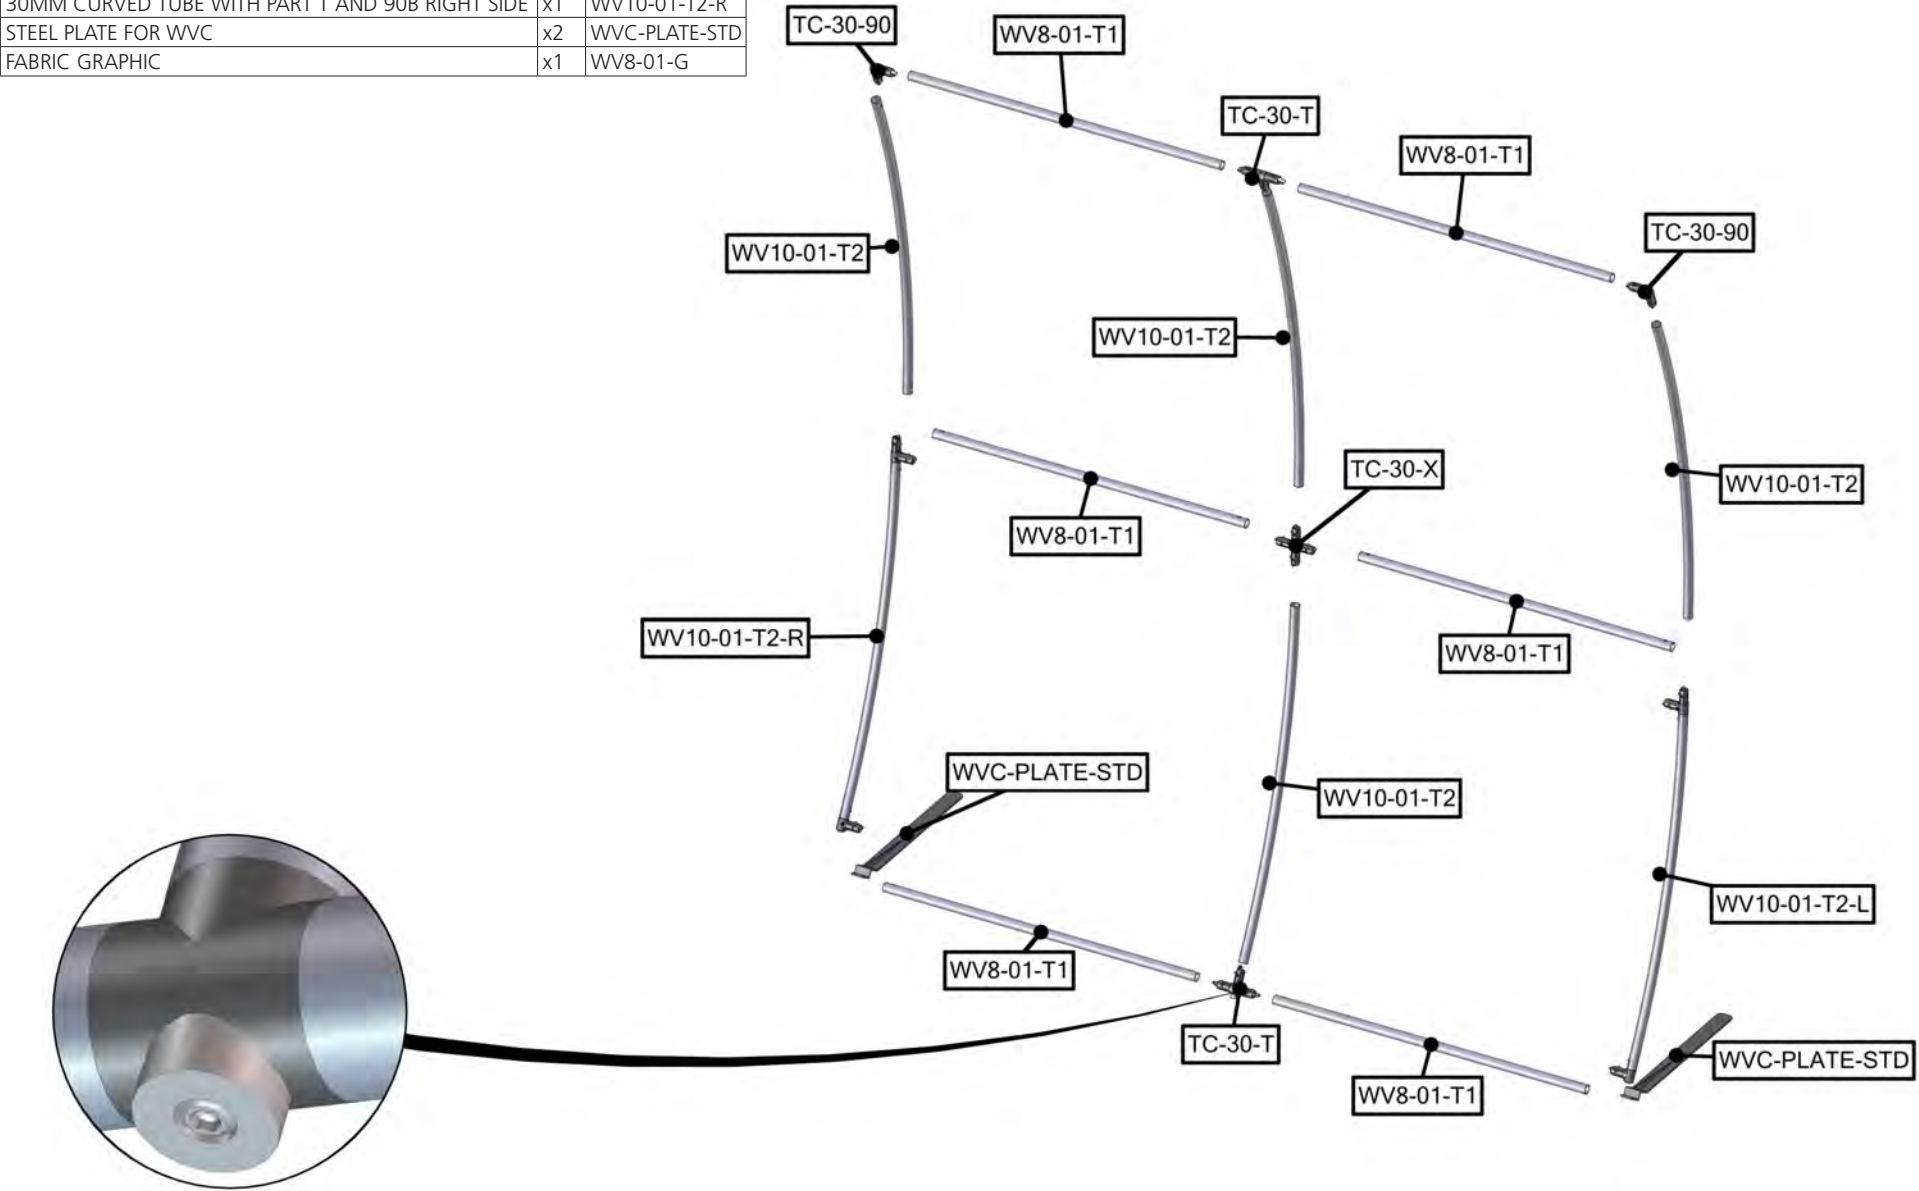 30MM CURVED TUBE WITH PART T AND 90B RIGHT SIDE x1 WV10-01-T2-R
STEEL PLATE FOR WVC x2 WVC-PLATE-STD
FABRIC GRAPHIC x1 WV8-01-G
TC-30-90
WV8-01-T1
TC-30-T
WV8-01-T1
TC-30-90
WV10-01-T2
WV10-01-T2
TC-30-X
WV10-01-T2
WV8-01-T1
WV10-01-T2-R
WV8-01-T1
WVC-PLATE-STD
WV10-01-T2
WV10-01-T2-L
WV8-01-T1
TC-30-T
WVC-PLATE-STD
WV8-01-T1